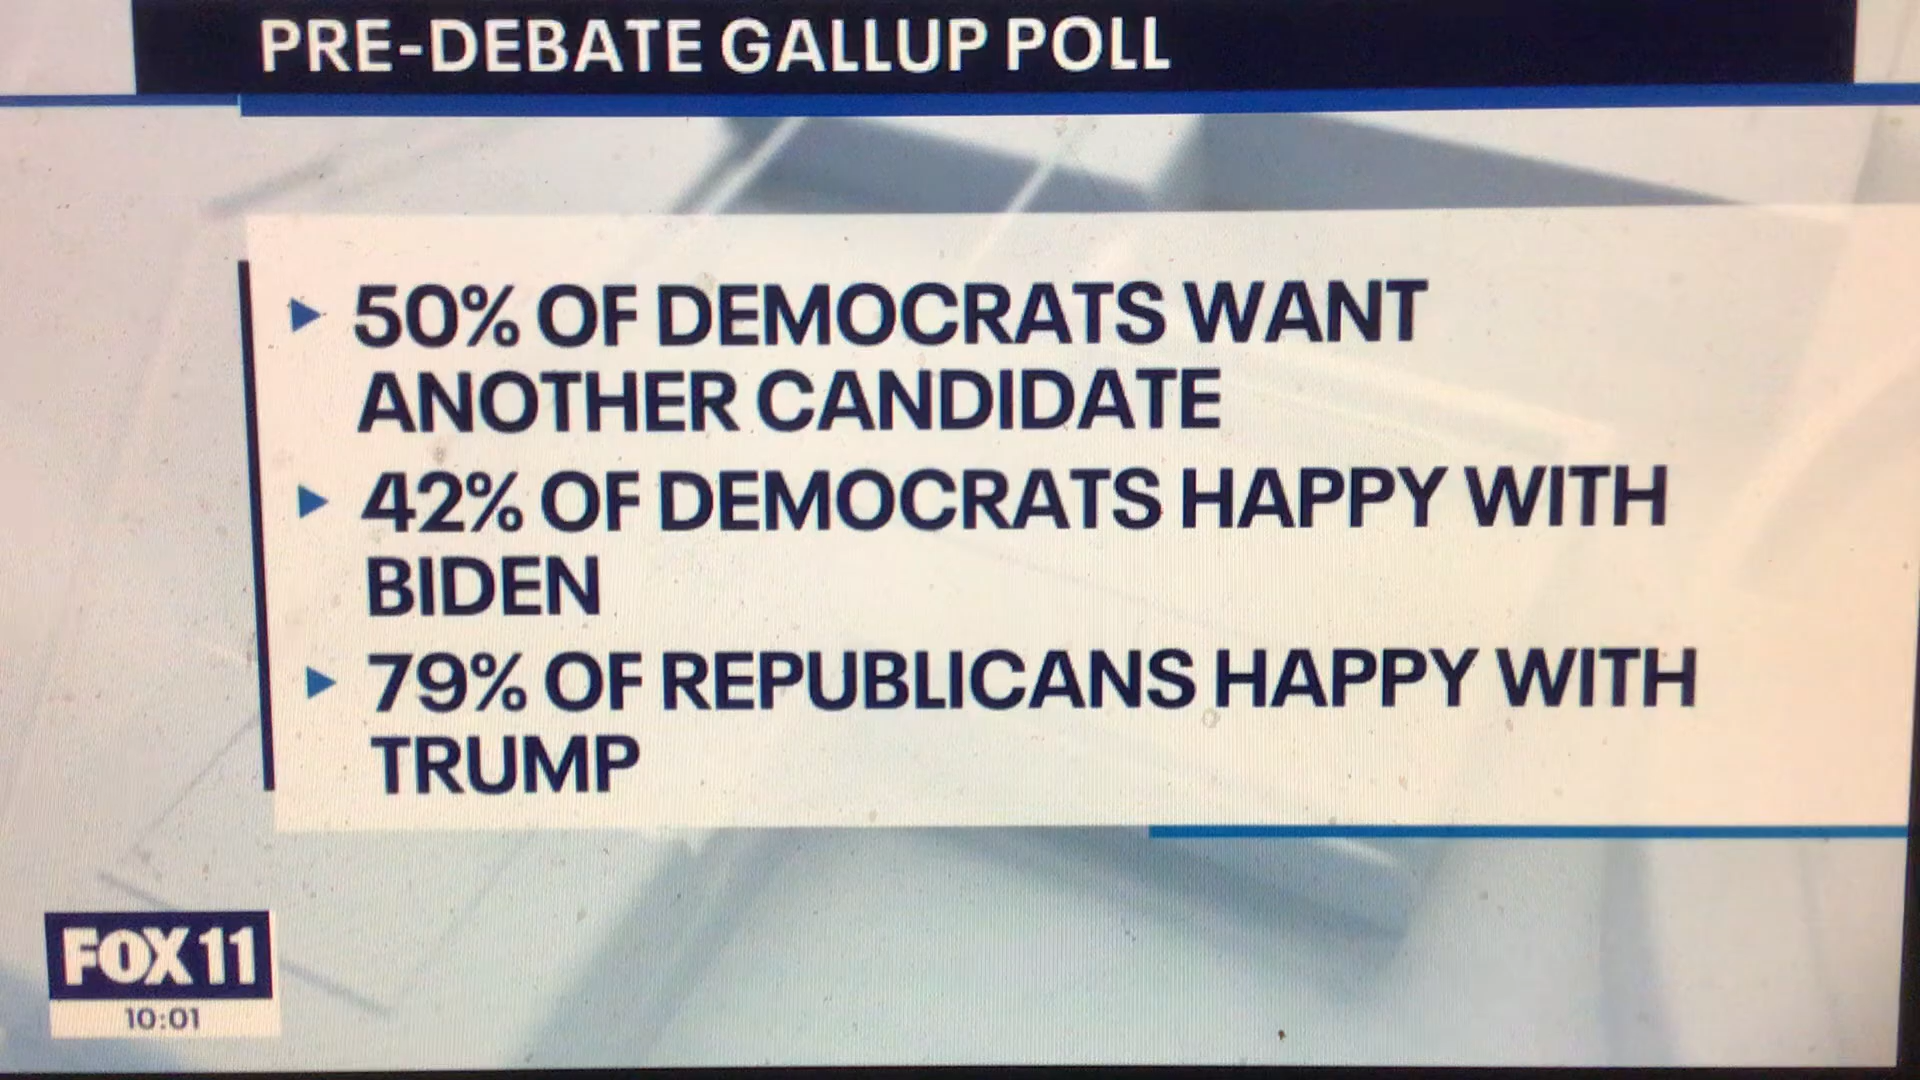 PRE-DEBATE GALLUP POLL
50% OF DEMOCRATS WANT
ANOTHER CANDIDATE
42% OF DEMOCRATS HAPPY WITH
BIDEN
79% OF REPUBLICANS HAPPY WITH
TRUMP
FOX 11
10:01